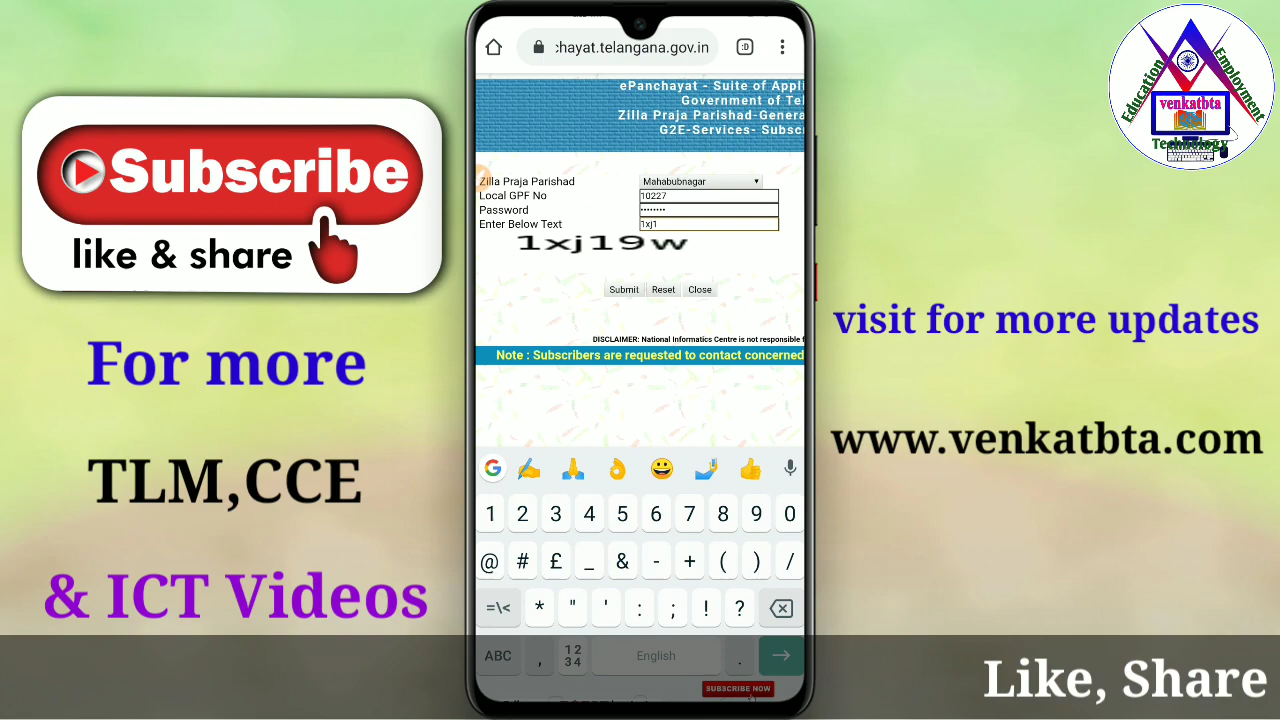 Subscribe
like & share
For more
TLM,CCE
& ICT Videos
:hayat.telangana.gov.in
:D
ePanchayat - Suite of Appli
Government of Tel
Zilla Praja Parishad-Genera
G2E-Services- Subsc
Zilla Praja Parishad Mahabubnagar
Local GPF No 10227
Password ••••••••
Enter Below Text 1xj1
1xj19w
Submit Reset Close
DISCLAIMER: National Informatics Centre is not responsible f
Note : Subscribers are requested to contact concerned
G
1 2 3 4 5 6 7 8 9 0
@ # £ _ & - + ( ) /
=\< * " ' : ; ! ?
ABC , 12 34 English .
SUBSCRIBE NOW
Education
Employment
venkatbta
Technology
visit for more updates
www.venkatbta.com
Like, Share